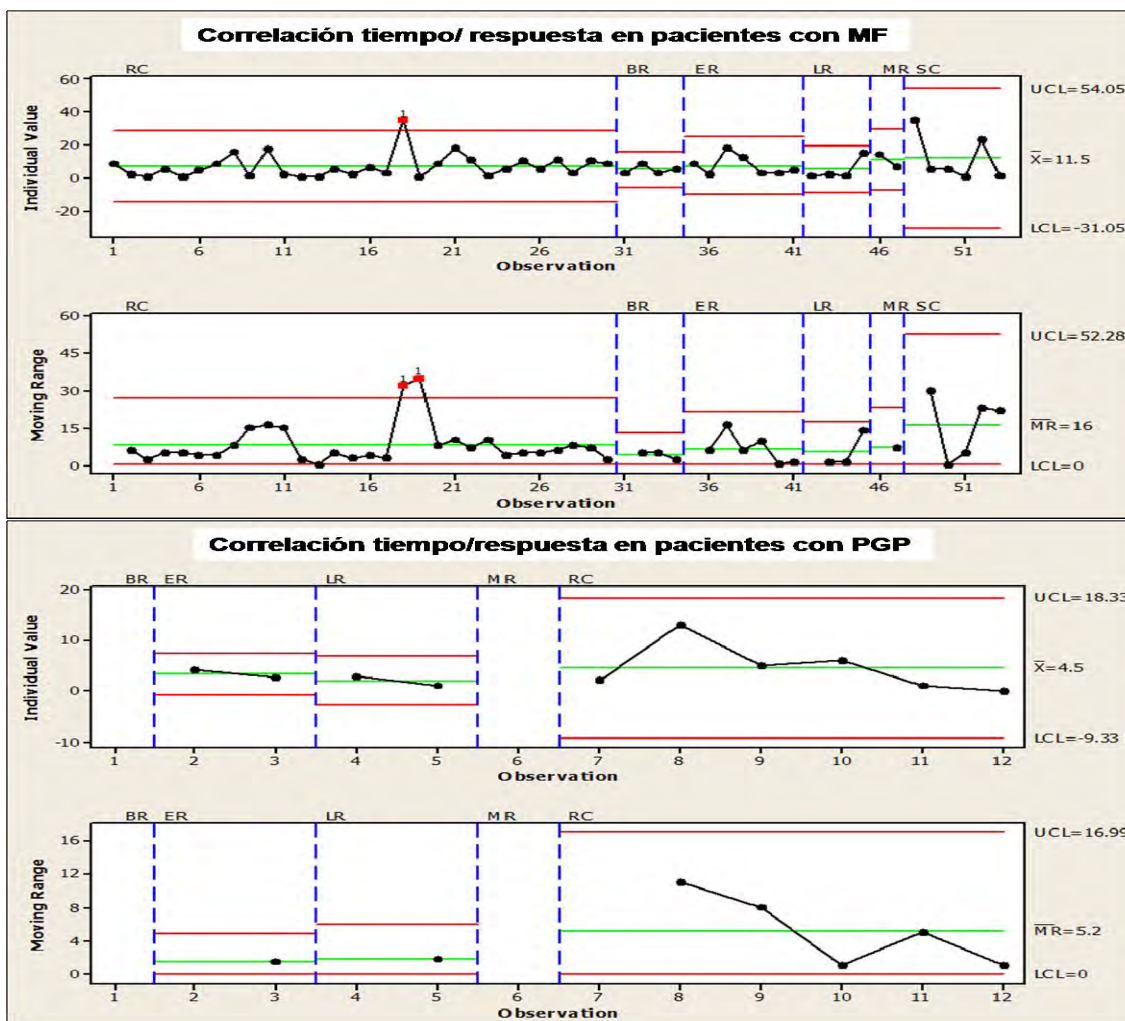 Correlación tiempo/ respuesta en pacientes con MF
RC BR ER LR MR SC
60
40
20
0
-20
Individual Value
1
UCL=54.05
X=11.5
LCL=-31.05
1 6 11 16 21 26 31 36 41 46 51
Observation
RC BR ER LR MR SC
60
45
30
15
0
Moving Range
1 1
UCL=52.28
MR=16
LCL=0
1 6 11 16 21 26 31 36 41 46 51
Observation
Correlación tiempo/respuesta en pacientes con PGP
BR ER LR MR RC
20
10
0
-10
Individual Value
UCL=18.33
X=4.5
LCL=-9.33
1 2 3 4 5 6 7 8 9 10 11 12
Observation
BR ER LR MR RC
16
12
8
4
0
Moving Range
UCL=16.99
MR=5.2
LCL=0
1 2 3 4 5 6 7 8 9 10 11 12
Observation